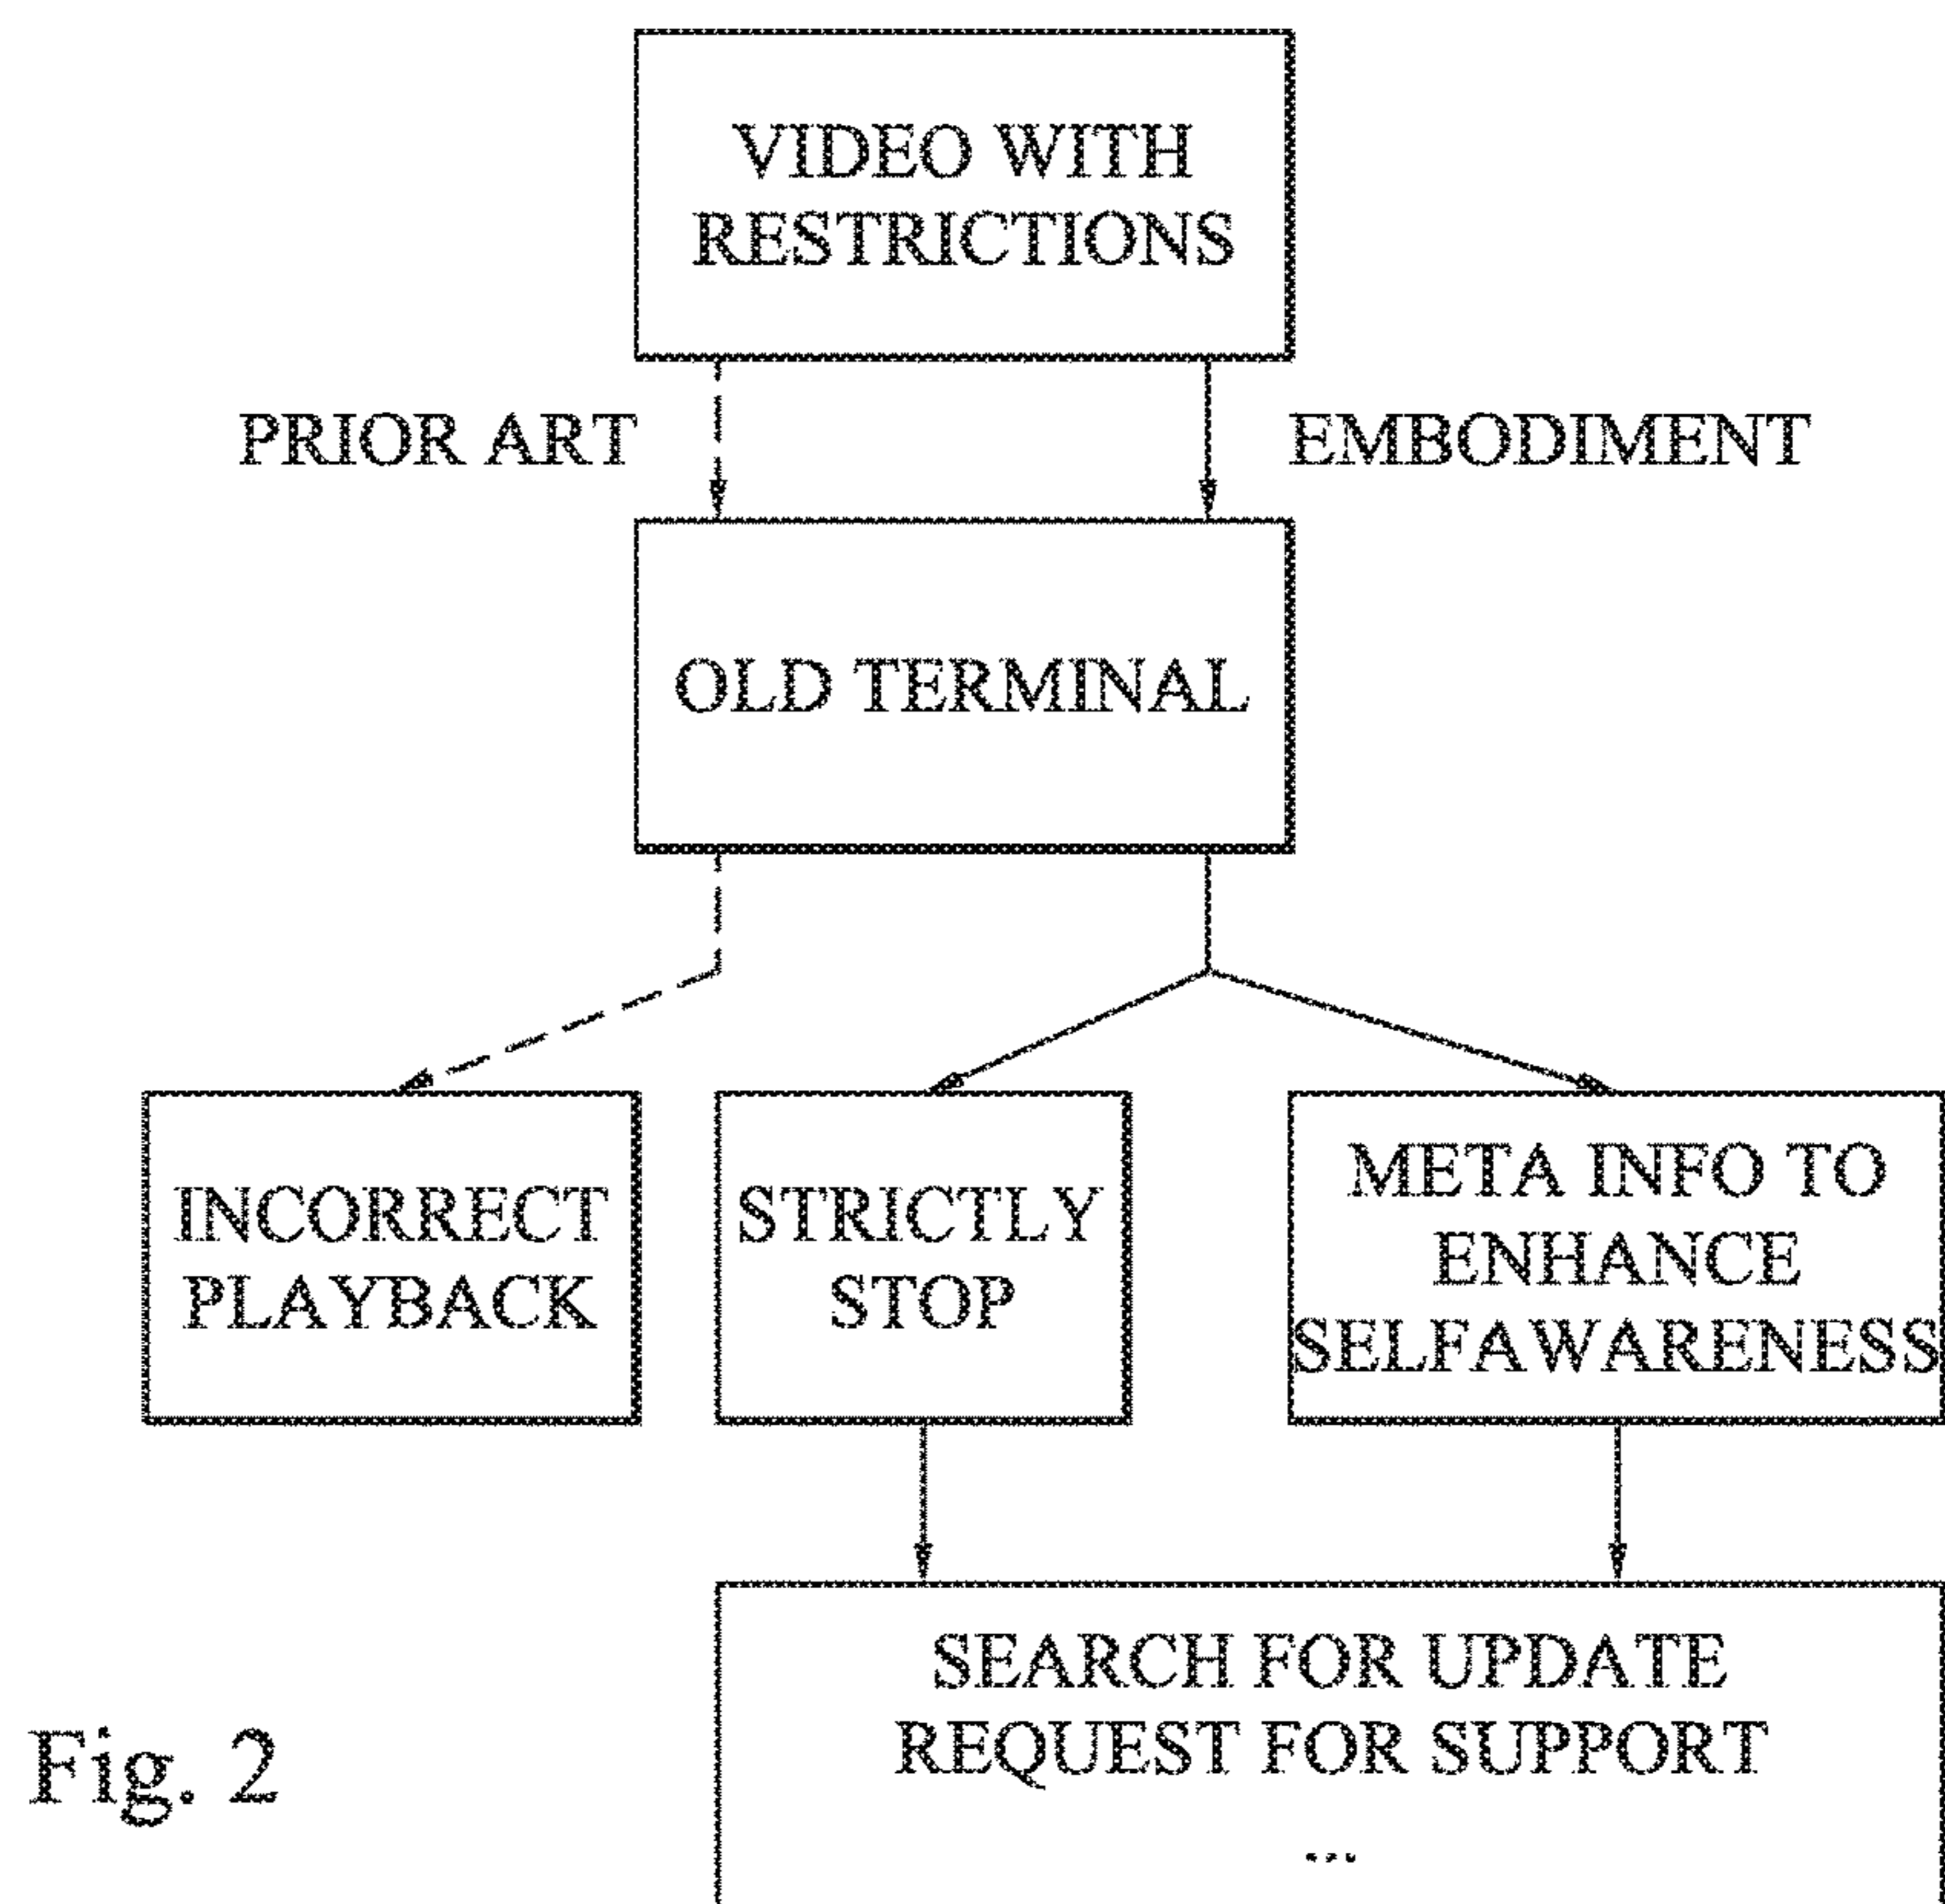 VIDEO WITH
RESTRICTIONS
PRIOR ART
EMBODIMENT
OLD TERMINAL
INCORRECT
PLAYBACK
STRICTLY
STOP
META INFO TO
ENHANCE
SELFAWARENESS
SEARCH FOR UPDATE
REQUEST FOR SUPPORT
...
Fig. 2